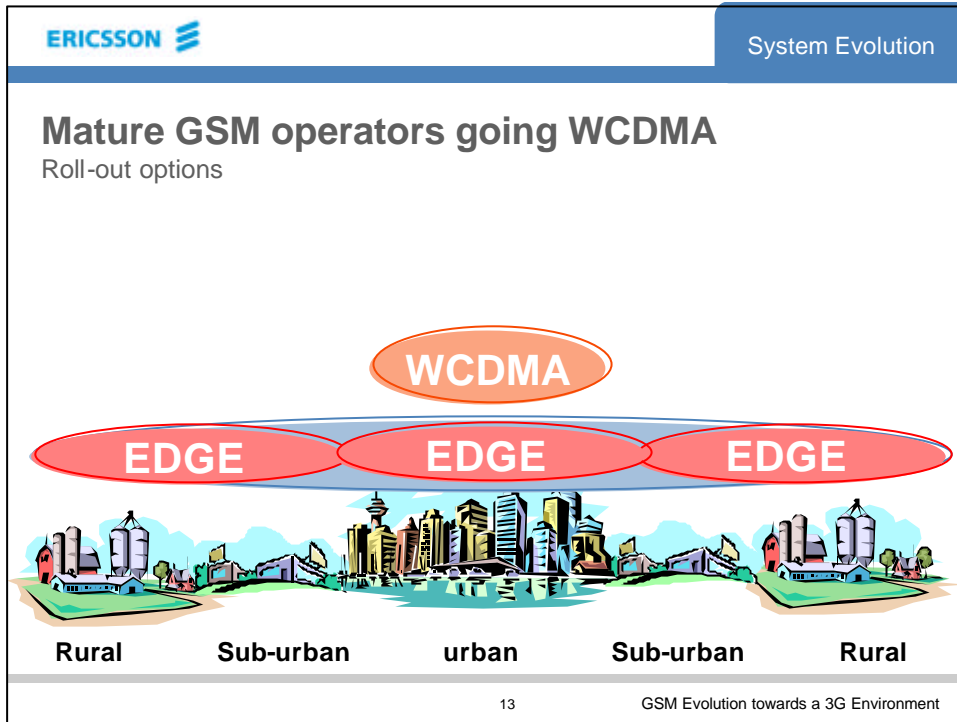 ERICSSON
System Evolution
Mature GSM operators going WCDMA
Roll-out options
WCDMA
EDGE EDGE EDGE
Rural Sub-urban urban Sub-urban Rural
13 GSM Evolution towards a 3G Environment